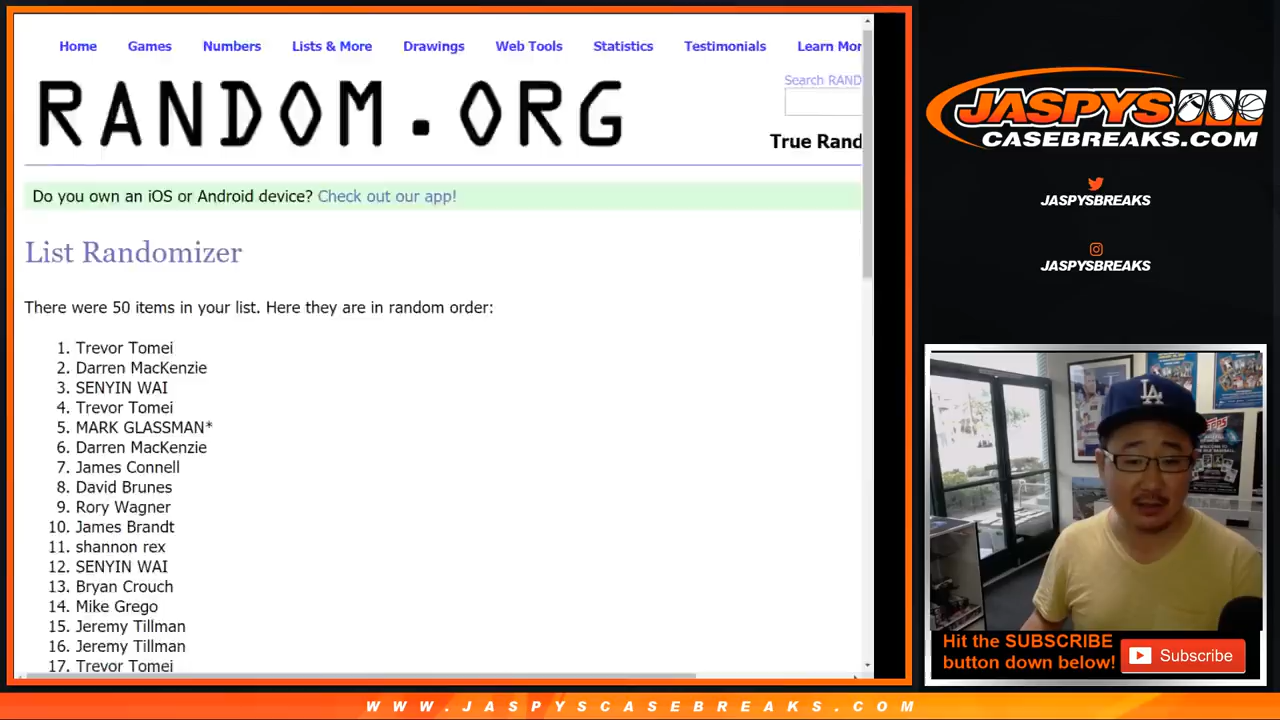 Home Games Numbers Lists & More Drawings Web Tools Statistics Testimonials Learn Mor
RANDOM.ORG
Search RAND
True Rand
Do you own an iOS or Android device? Check out our app!
List Randomizer
There were 50 items in your list. Here they are in random order:
1. Trevor Tomei
2. Darren MacKenzie
3. SENYIN WAI
4. Trevor Tomei
5. MARK GLASSMAN*
6. Darren MacKenzie
7. James Connell
8. David Brunes
9. Rory Wagner
10. James Brandt
11. shannon rex
12. SENYIN WAI
13. Bryan Crouch
14. Mike Grego
15. Jeremy Tillman
16. Jeremy Tillman
17. Trevor Tomei
JASPYS
CASEBREAKS.COM
JASPYSBREAKS
JASPYSBREAKS
LA
Hit the SUBSCRIBE
button down below!
Subscribe
WWW.JASPYSCASEBREAKS.COM